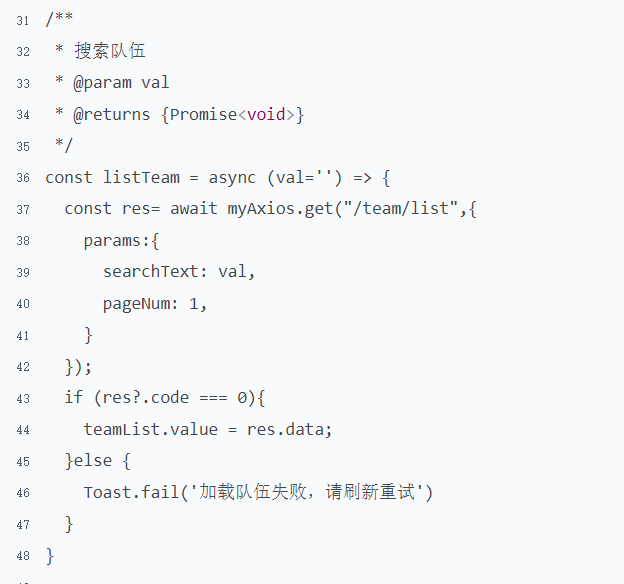 31 /**
32  * 搜索队伍
33  * @param val
34  * @returns {Promise<void>}
35  */
36 const listTeam = async (val='') => {
37   const res= await myAxios.get("/team/list",{
38     params:{
39       searchText: val,
40       pageNum: 1,
41     }
42   });
43   if (res?.code === 0){
44     teamList.value = res.data;
45   }else {
46     Toast.fail('加载队伍失败，请刷新重试')
47   }
48 }